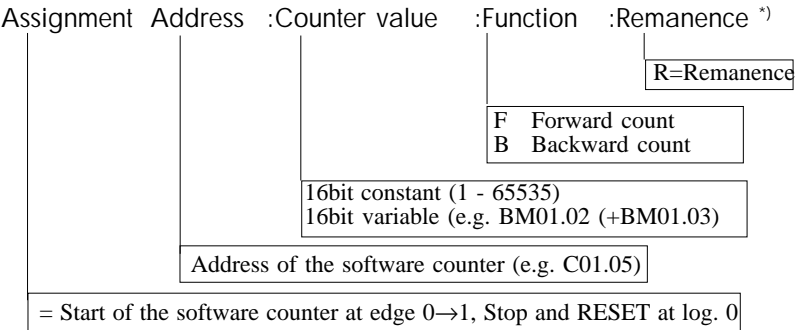 Assignment Address :Counter value :Function :Remanence *)
R=Remanence
F Forward count
B Backward count
16bit constant (1 - 65535)
16bit variable (e.g. BM01.02 (+BM01.03)
Address of the software counter (e.g. C01.05)
= Start of the software counter at edge 0→1, Stop and RESET at log. 0